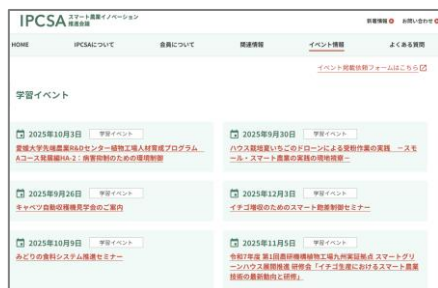 IPCSA スマート農業イノベーション
推進会議
新着情報 お問い合わせ
HOME IPCSAについて 会員について 関連情報 イベント情報 よくある質問
イベント掲載依頼フォームはこちら
学習イベント
2025年10月3日 学習イベント
愛媛大学先端農業R&Dセンター植物工場人材育成プログラム
Aコース発展編HA-2：病害抑制のための環境制御
2025年9月30日 学習イベント
ハウス栽培夏いちごのドローンによる受粉作業の実践 －スモ
ール・スマート農業の実践の現地視察－
2025年9月26日 学習イベント
キャベツ自動収穫機見学会のご案内
2025年12月3日 学習イベント
イチゴ増収のためのスマート艶姫制御セミナー
2025年10月9日 学習イベント
みどりの食料システム推進セミナー
2025年11月5日 学習イベント
令和7年度 第1回農研機構植物工場九州実証拠点 スマートグリ
ーンハウス展開推進 研修会「イチゴ生産におけるスマート農業
技術の最新動向と研修」